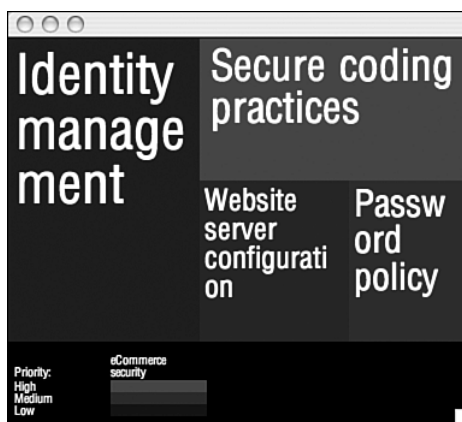 Identity
manage
ment
Secure coding
practices
Website
server
configurati
on
Passw
ord
policy
eCommerce
Priority: security
High
Medium
Low